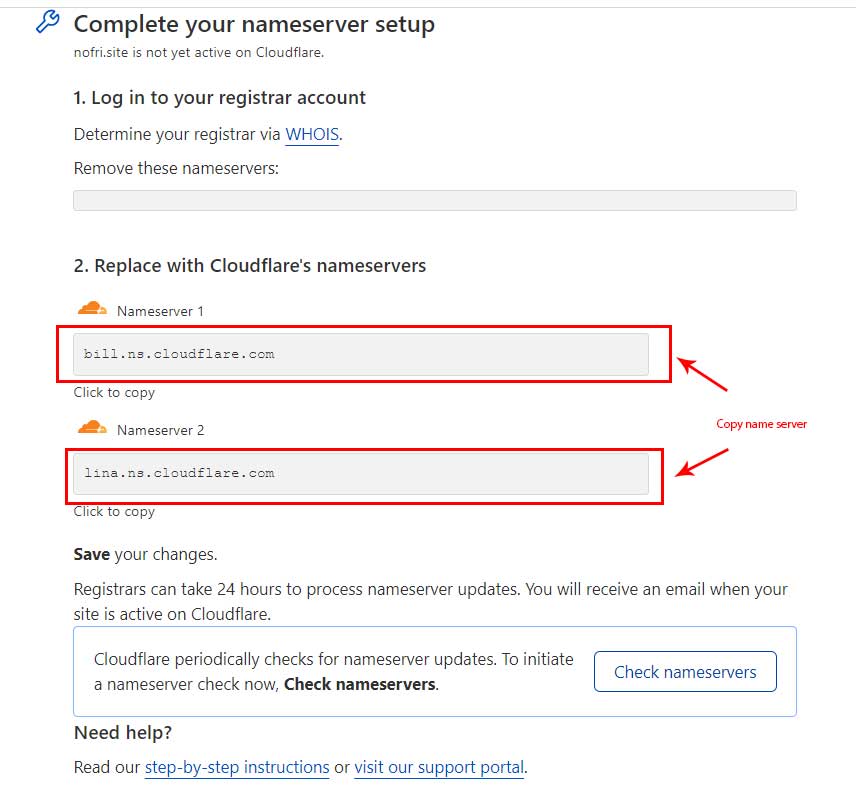 Complete your nameserver setup
nofri.site is not yet active on Cloudflare.
1. Log in to your registrar account
Determine your registrar via WHOIS.
Remove these nameservers:
2. Replace with Cloudflare's nameservers
Nameserver 1
bill.ns.cloudflare.com
Click to copy
Copy name server
Nameserver 2
lina.ns.cloudflare.com
Click to copy
Save your changes.
Registrars can take 24 hours to process nameserver updates. You will receive an email when your
site is active on Cloudflare.
Cloudflare periodically checks for nameserver updates. To initiate
a nameserver check now, Check nameservers.
Check nameservers
Need help?
Read our step-by-step instructions or visit our support portal.